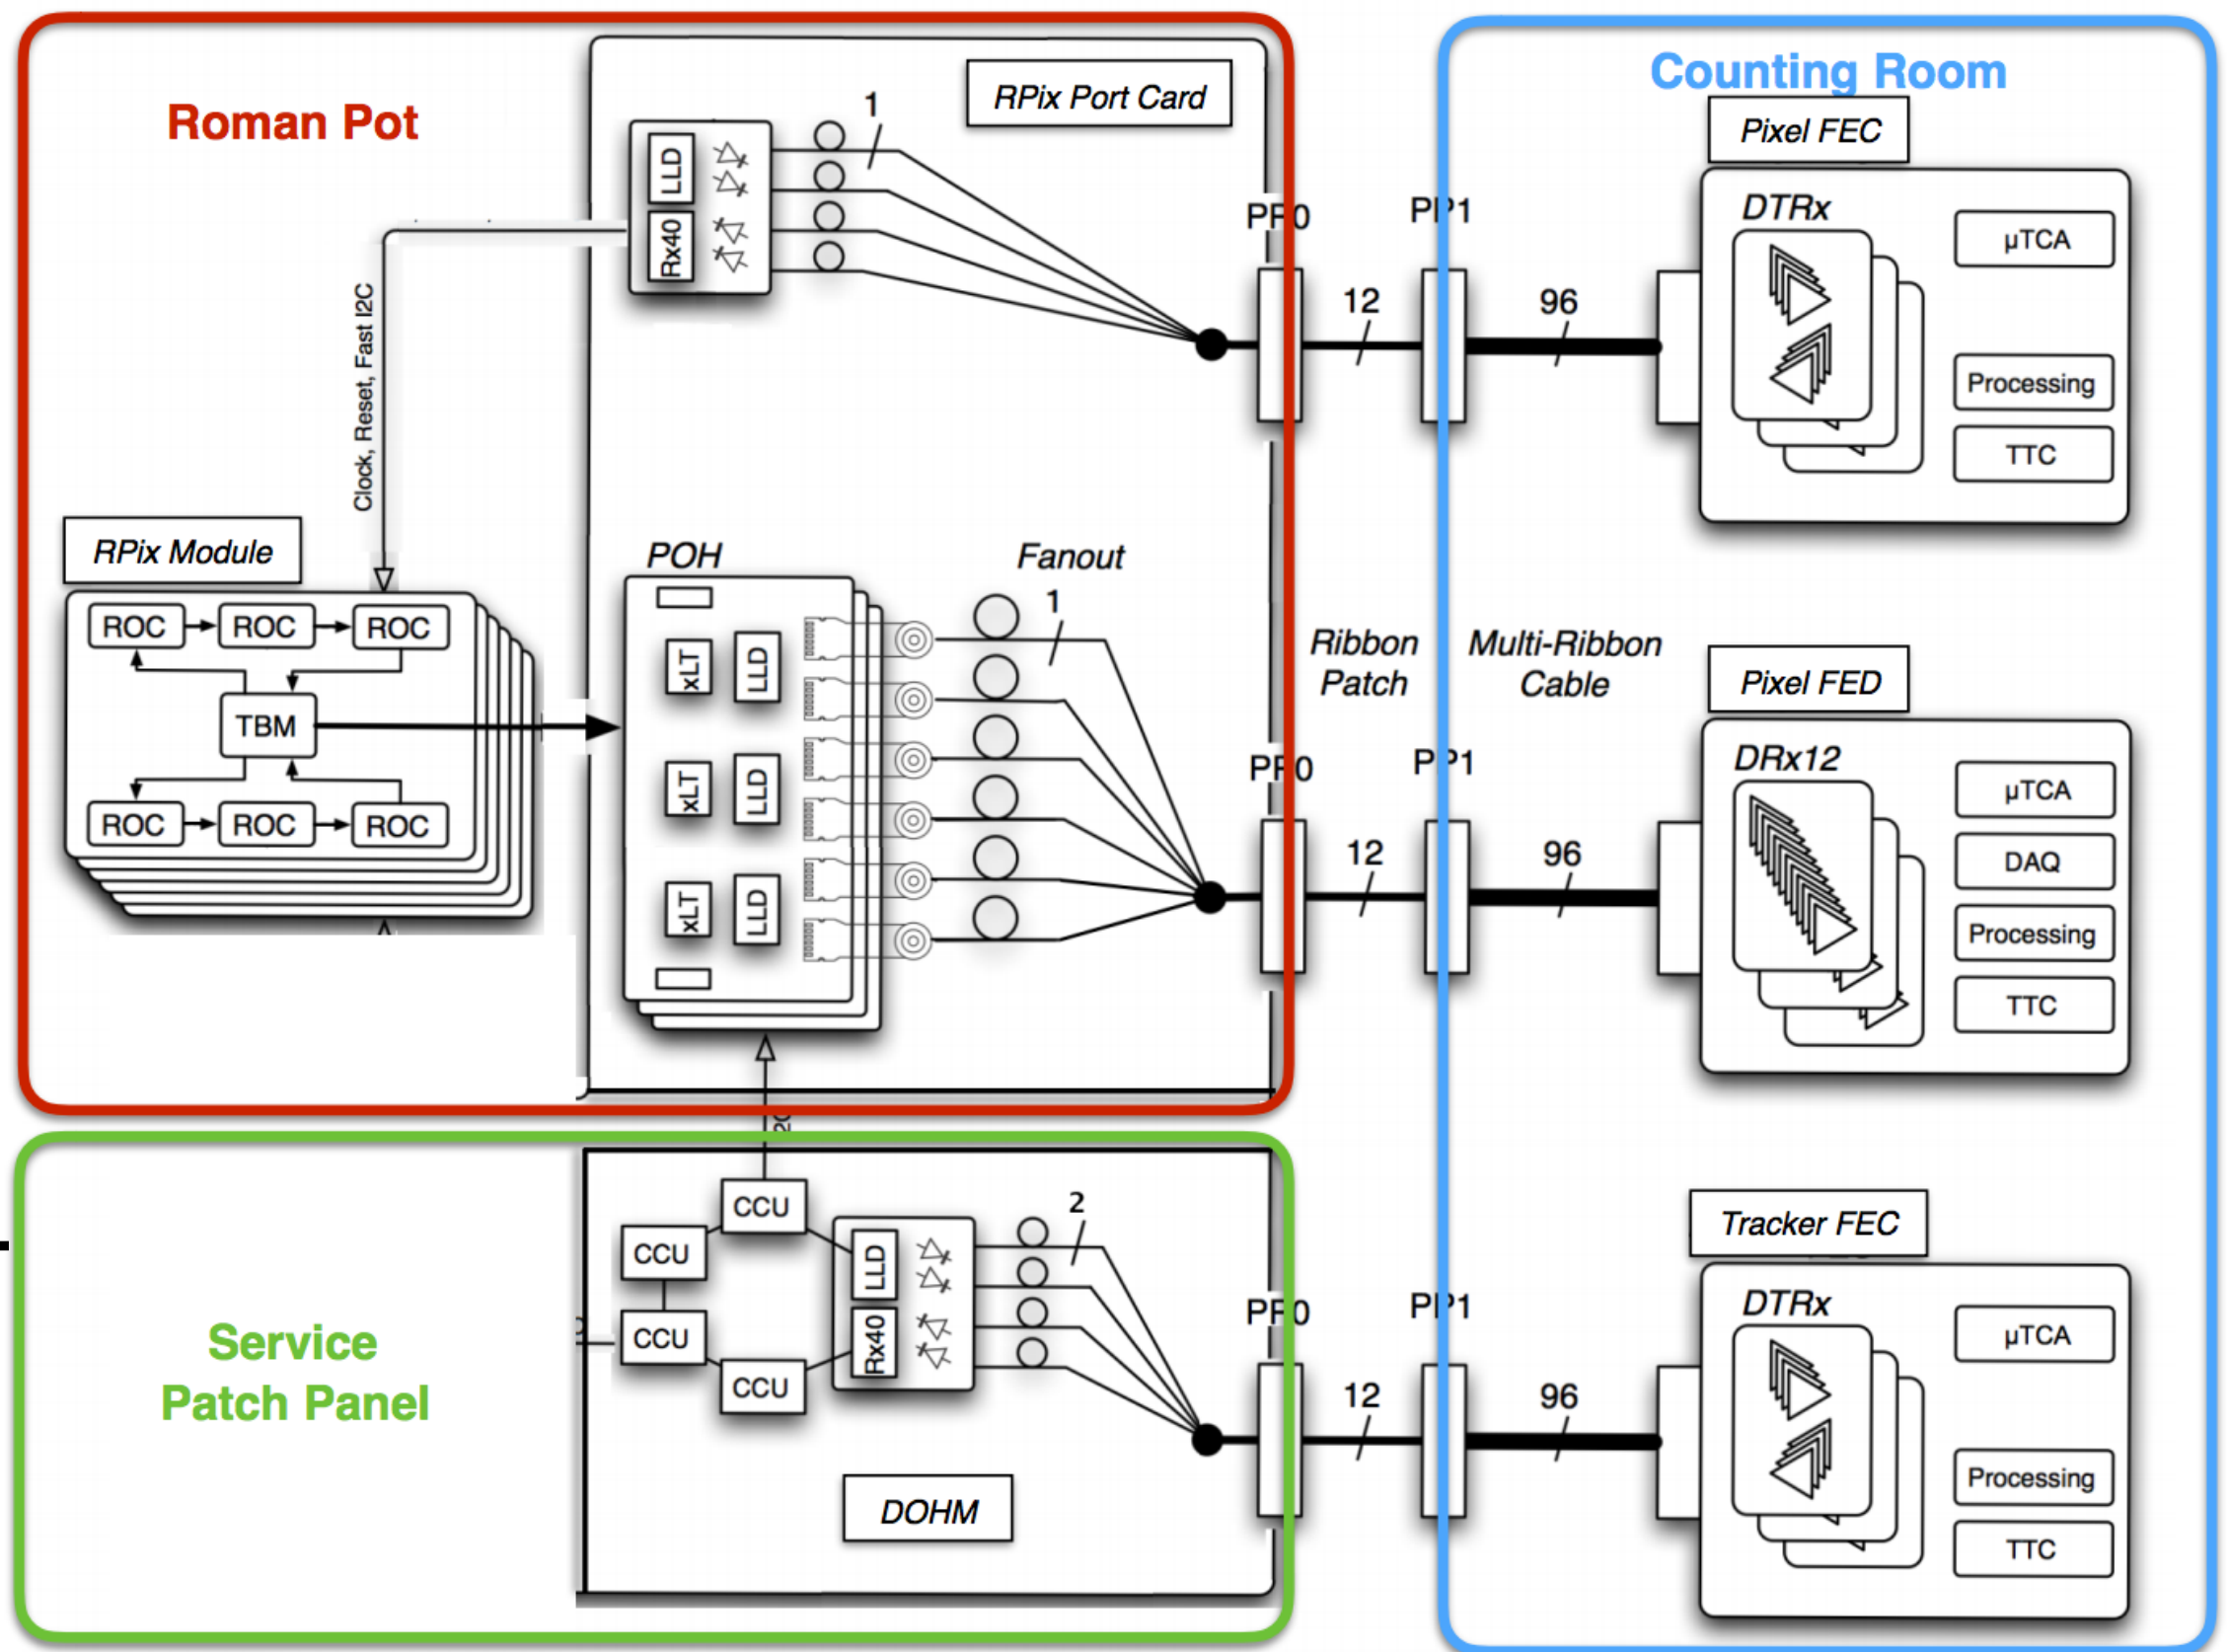 Roman Pot
RPix Port Card
1
LLD
Rx40
Clock, Reset, Fast I2C
RPix Module
ROC
ROC
ROC
TBM
ROC
ROC
ROC
POH
xLT
LLD
xLT
LLD
xLT
LLD
Fanout
1
PP0
12
PP1
96
Ribbon
Patch
Multi-Ribbon
Cable
PP0
12
PP1
96
Counting Room
Pixel FEC
DTRx
µTCA
Processing
TTC
Pixel FED
DRx12
µTCA
DAQ
Processing
TTC
Service
Patch Panel
CCU
CCU
CCU
CCU
LLD
Rx40
2
DOHM
PP0
12
PP1
96
Tracker FEC
DTRx
µTCA
Processing
TTC